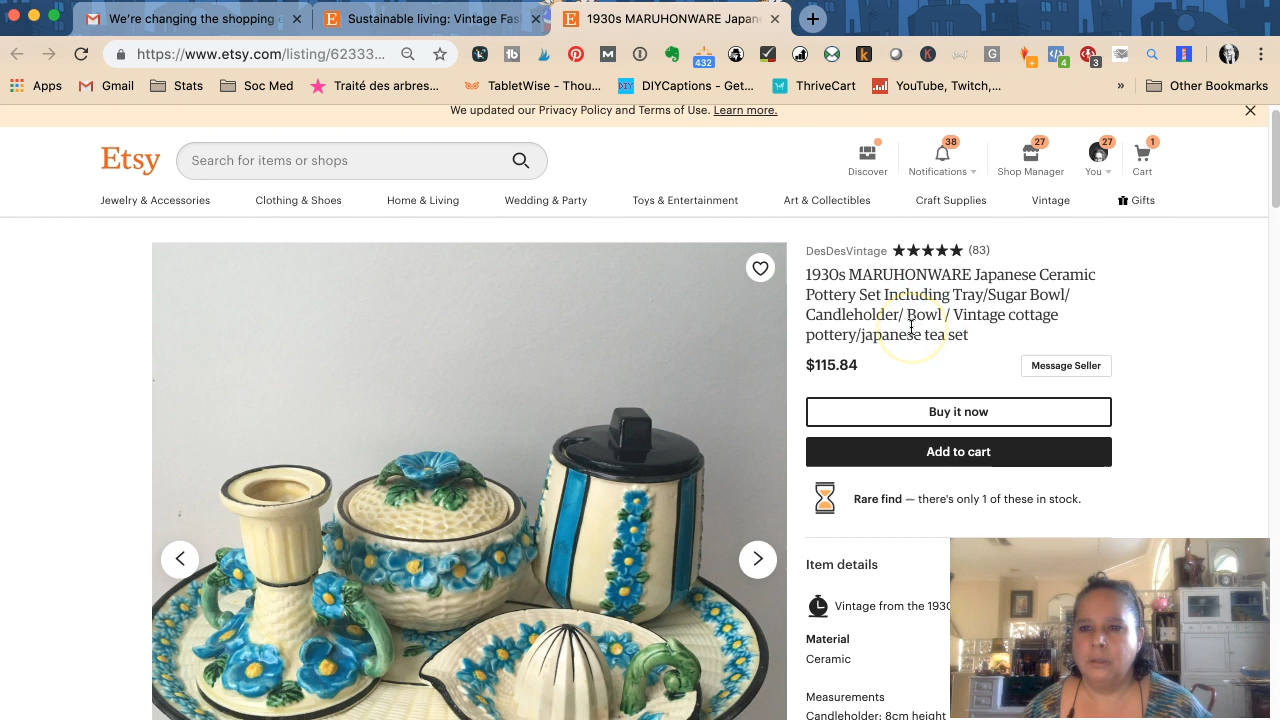 We're changing the shopping e
Sustainable living: Vintage Fas
1930s MARUHONWARE Japan
https://www.etsy.com/listing/62333...
432
4
3
Apps
Gmail
Stats
Soc Med
Traité des arbres...
TabletWise - Thou...
DIYCaptions - Get...
ThriveCart
YouTube, Twitch,...
»
Other Bookmarks
We updated our Privacy Policy and Terms of Use. Learn more.
Etsy
Search for items or shops
38
27
27
1
Discover
Notifications
Shop Manager
You
Cart
Jewelry & Accessories
Clothing & Shoes
Home & Living
Wedding & Party
Toys & Entertainment
Art & Collectibles
Craft Supplies
Vintage
Gifts
DesDesVintage ★★★★★ (83)
1930s MARUHONWARE Japanese Ceramic
Pottery Set Including Tray/Sugar Bowl/
Candleholder/ Bowl / Vintage cottage
pottery/japanese tea set
$115.84
Message Seller
Buy it now
Add to cart
Rare find — there's only 1 of these in stock.
Item details
Vintage from the 1930
Material
Ceramic
Measurements
Candleholder: 8cm height